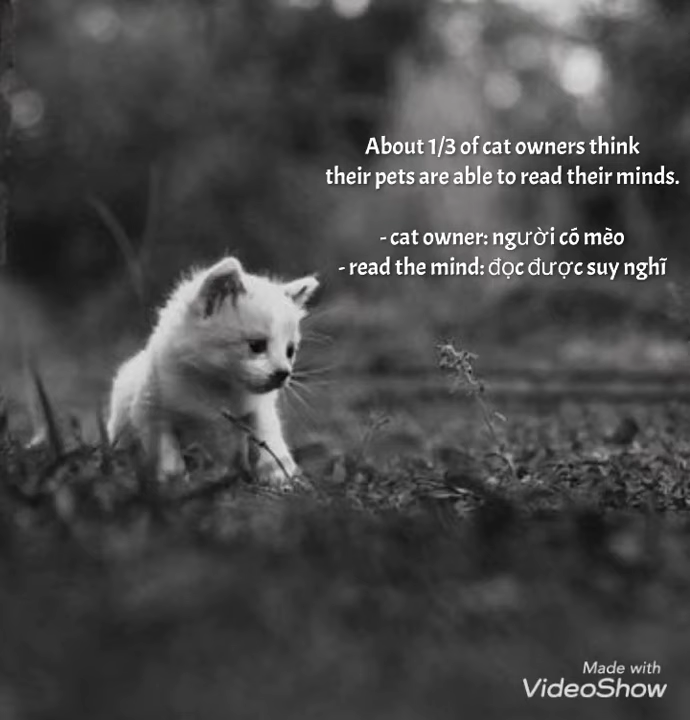 About 1/3 of cat owners think
their pets are able to read their minds.
- cat owner: người có mèo
- read the mind: đọc được suy nghĩ
Made with
VideoShow